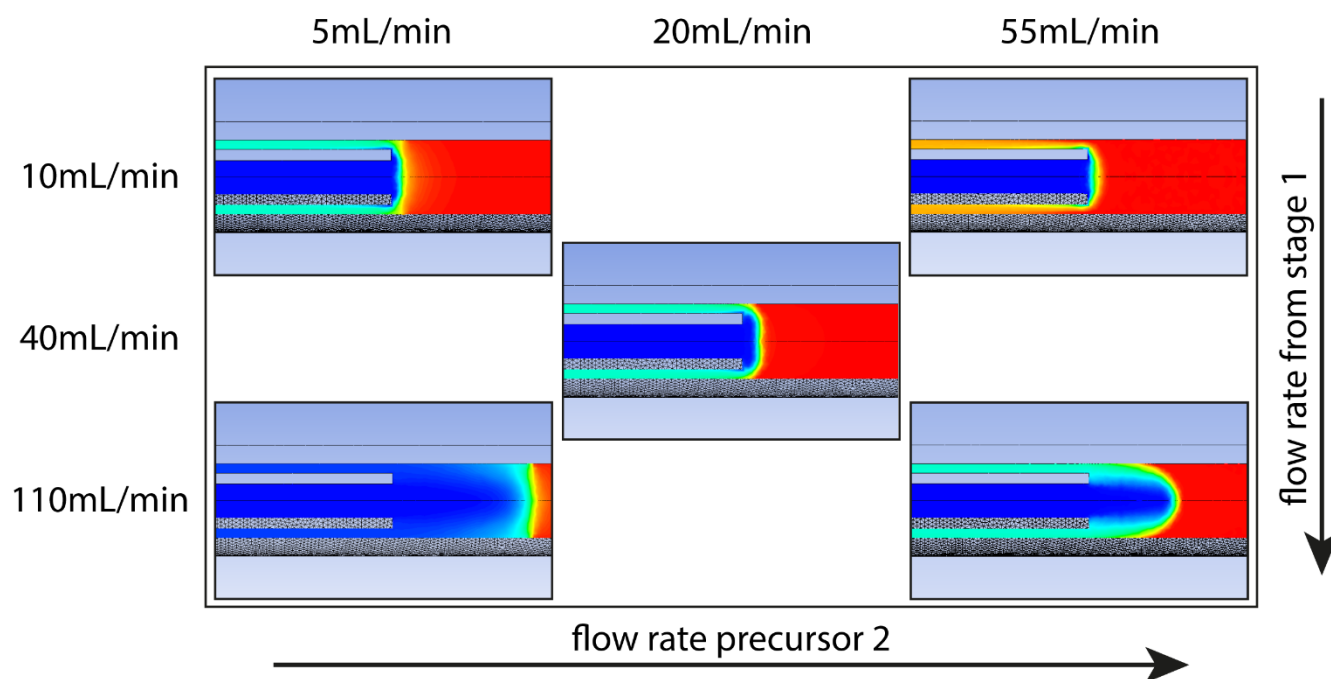 5mL/min
20mL/min
55mL/min
10mL/min
40mL/min
110mL/min
flow rate from stage 1
flow rate precursor 2